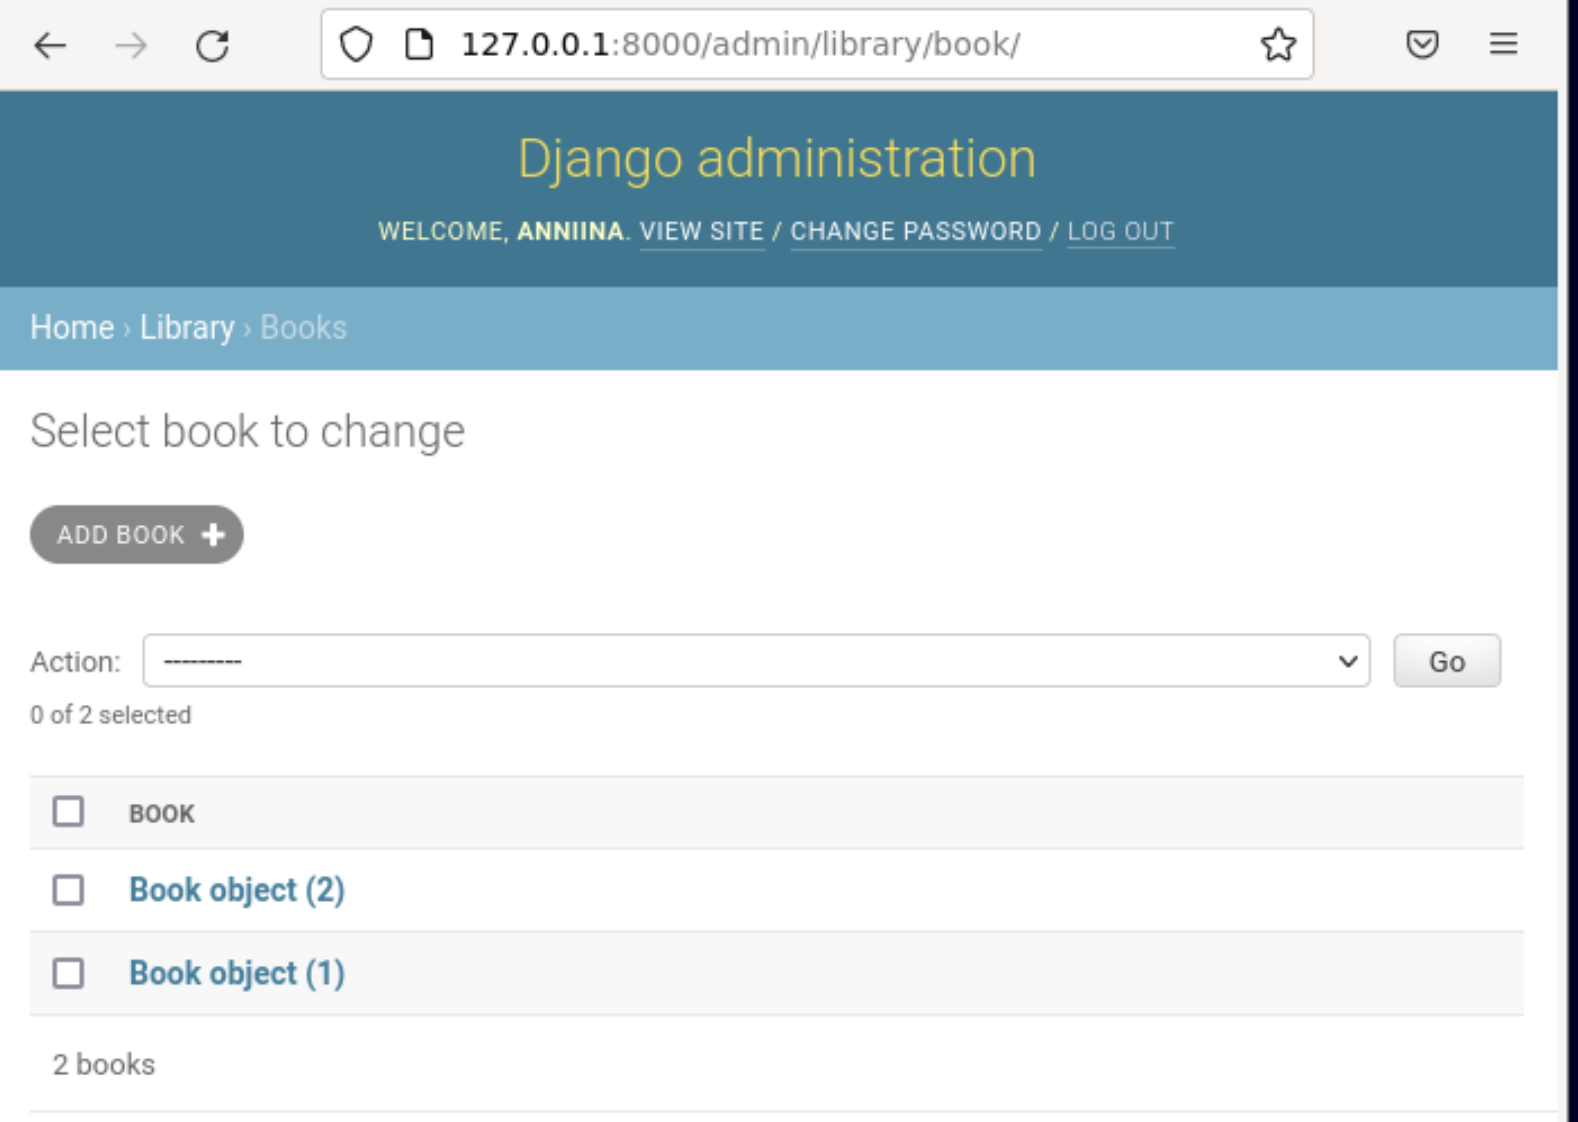 127.0.0.1:8000/admin/library/book/
Django administration
WELCOME, ANNIINA. VIEW SITE / CHANGE PASSWORD / LOG OUT
Home › Library › Books
Select book to change
ADD BOOK +
Action: --------- Go
0 of 2 selected
BOOK
Book object (2)
Book object (1)
2 books